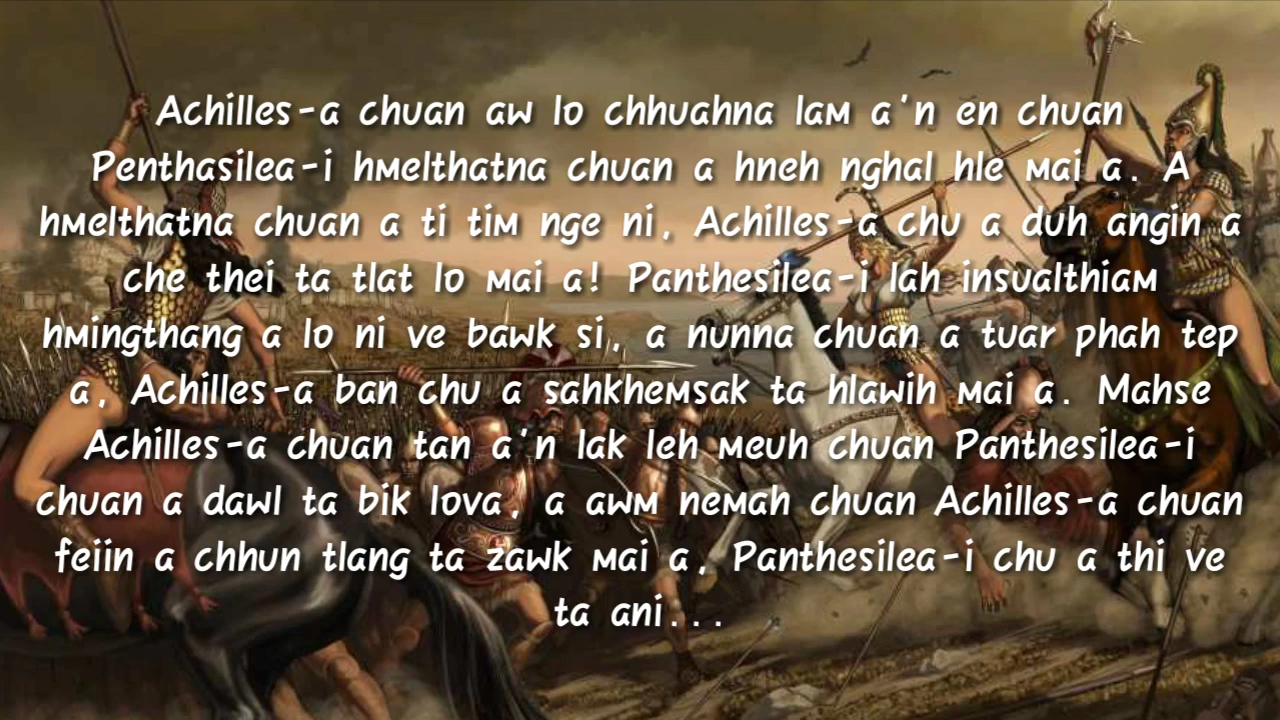 Achilles-a chuan aw lo chhuahna lam a'n en chuan
Penthasilea-i hmelthatna chuan a hneh nghal hle mai a. A
hmelthatna chuan a ti tim nge ni, Achilles-a chu a duh angin a
che thei ta tlat lo mai a! Panthesilea-i lah insualthiam
hmingthang a lo ni ve bawk si, a nunna chuan a tuar phah tep
a, Achilles-a ban chu a sahkhemsak ta hlawih mai a. Mahse
Achilles-a chuan tan a'n lak leh meuh chuan Panthesilea-i
chuan a dawl ta bik lova, a awm nemah chuan Achilles-a chuan
feiin a chhun tlang ta zawk mai a, Panthesilea-i chu a thi ve
ta ani...